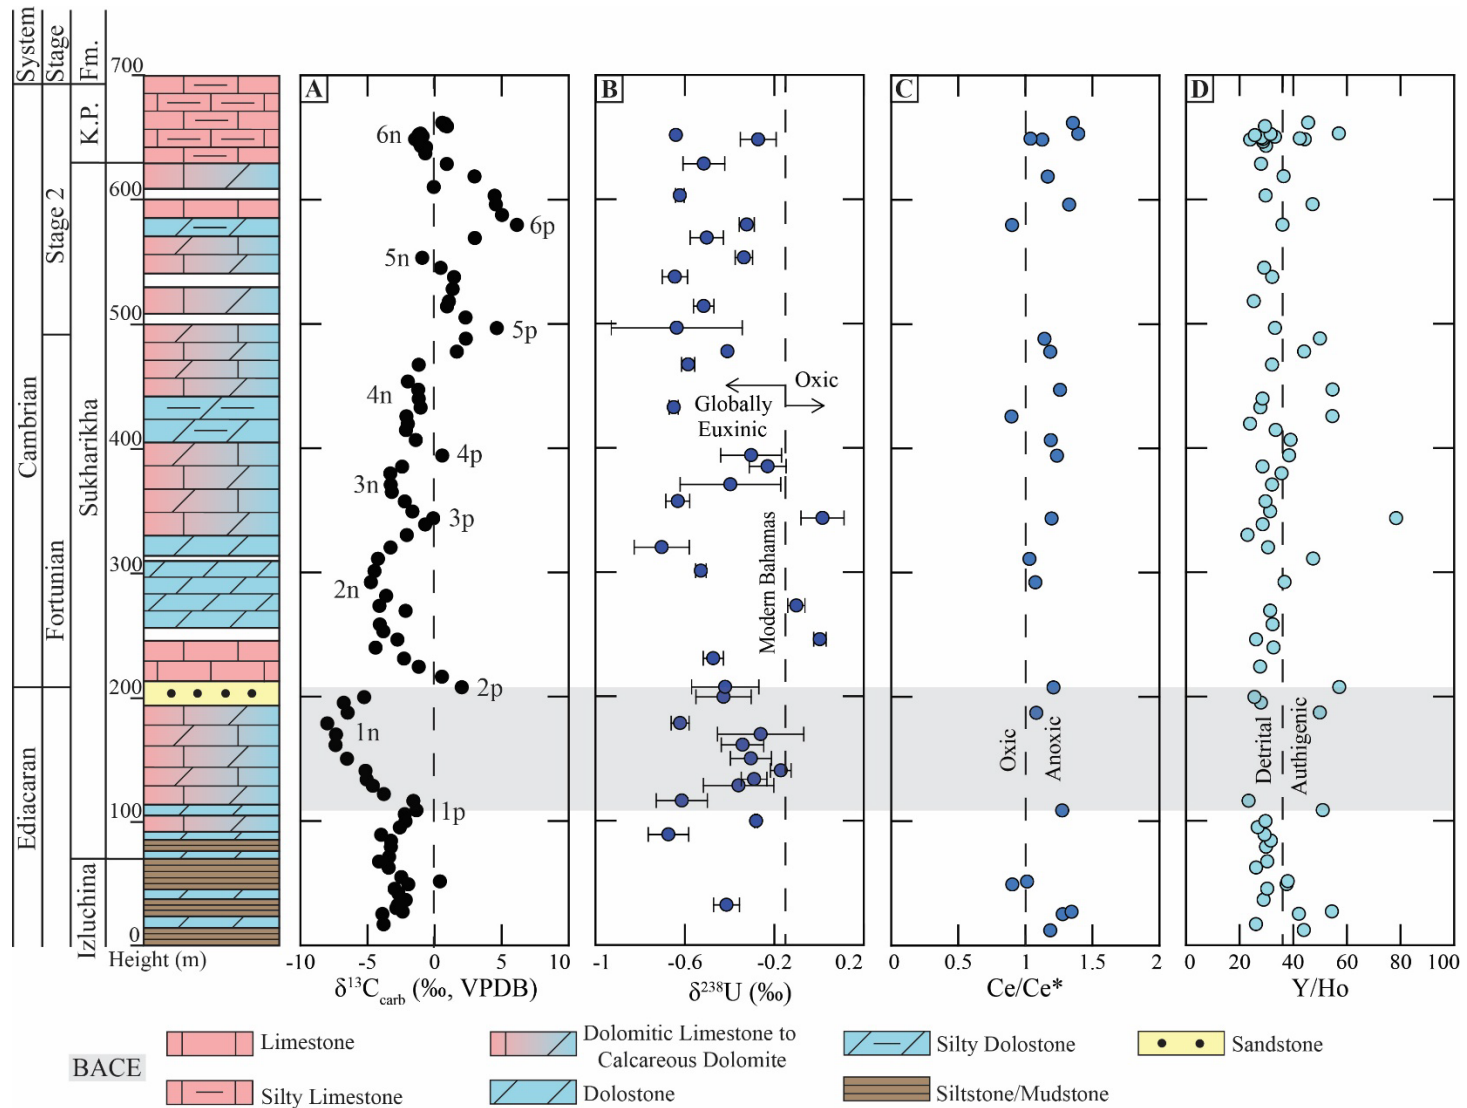 System
Stage
Fm.
Cambrian
Ediacaran
Stage 2
Fortunian
K.P.
Sukharikha
Izluchina
700
600
500
400
300
200
100
0
Height (m)
A
6n
6p
5n
5p
4n
4p
3n
3p
2n
2p
1n
1p
-10 -5 0 5 10
δ¹³Ccarb (‰, VPDB)
B
Oxic
Globally
Euxinic
Modern Bahamas
-1 -0.6 -0.2 0.2
δ²³⁸U (‰)
C
Oxic
Anoxic
0 0.5 1 1.5 2
Ce/Ce*
D
Detrital
Authigenic
0 20 40 60 80 100
Y/Ho
BACE
Limestone
Silty Limestone
Dolomitic Limestone to
Calcareous Dolomite
Dolostone
Silty Dolostone
Siltstone/Mudstone
Sandstone